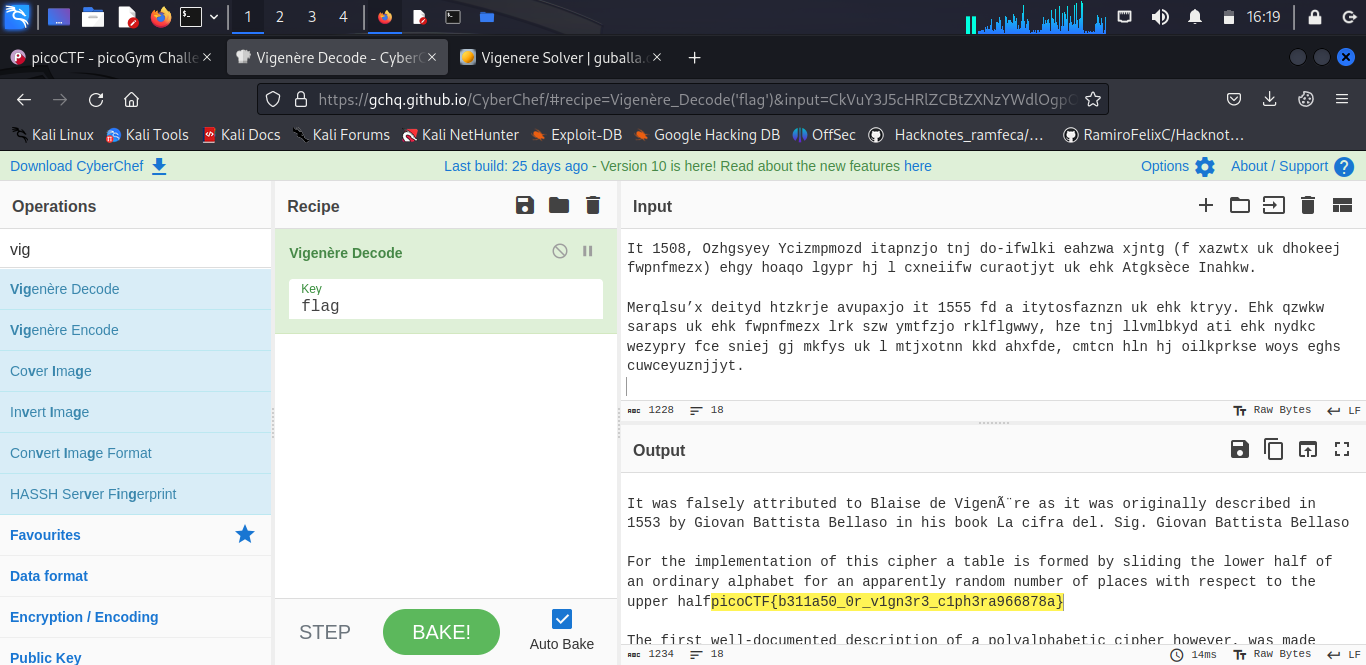 1 2 3 4 16:19
picoCTF - picoGym Challe × Vigenère Decode - CyberC × Vigenere Solver | guballa. ×
https://gchq.github.io/CyberChef/#recipe=Vigenère_Decode('flag')&input=CkVuY3J5cHRlZCBtZXNzYWdlOgpC
Kali Linux Kali Tools Kali Docs Kali Forums Kali NetHunter Exploit-DB Google Hacking DB OffSec Hacknotes_ramfeca/... RamiroFelixC/Hacknot...
Download CyberChef Last build: 25 days ago - Version 10 is here! Read about the new features here Options About / Support
Operations
vig
Vigenère Decode
Vigenère Encode
Cover Image
Invert Image
Convert Image Format
HASSH Server Fingerprint
Favourites
Data format
Encryption / Encoding
Public Key
Recipe
Vigenère Decode
Key
flag
STEP BAKE! Auto Bake
Input
It 1508, Ozhgsyey Ycizmpmozd itapnzjo tnj do-ifwlki eahzwa xjntg (f xazwtx uk dhokeej
fwpnfmezx) ehgy hoaqo lgypr hj l cxneiifw curaotjyt uk ehk Atgksèce Inahkw.
Merqlsu’x deityd htzkrje avupaxjo it 1555 fd a itytosfaznzn uk ehk ktryy. Ehk qzwkw
saraps uk ehk fwpnfmezx lrk szw ymtfzjo rklflgwwy, hze tnj llvmlbkyd ati ehk nydkc
wezypry fce sniej gj mkfys uk l mtjxotnn kkd ahxfde, cmtcn hln hj oilkprkse woys eghs
cuwceyuznjjyt.
ABC 1228 18 Raw Bytes LF
Output
It was falsely attributed to Blaise de VigenÃ¨re as it was originally described in
1553 by Giovan Battista Bellaso in his book La cifra del. Sig. Giovan Battista Bellaso
For the implementation of this cipher a table is formed by sliding the lower half of
an ordinary alphabet for an apparently random number of places with respect to the
upper halfpicoCTF{b311a50_0r_v1gn3r3_c1ph3ra966878a}
The first well-documented description of a polyalphabetic cipher however, was made
ABC 1234 18 14ms Raw Bytes LF